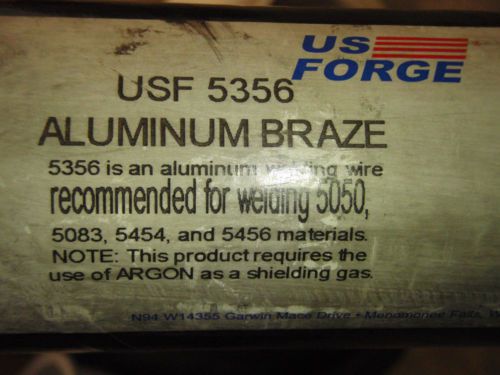 US
FORGE
USF 5356
ALUMINUM BRAZE
5356 is an aluminum welding wire
recommended for welding 5050,
5083, 5454, and 5456 materials.
NOTE: This product requires the
use of ARGON as a shielding gas.
N94 W14355 Garwin Mace Drive • Menomonee Falls, W